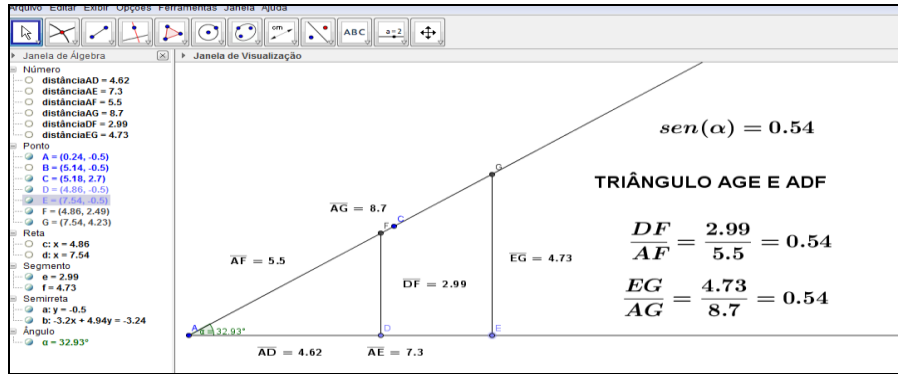 Arquivo Editar Exibir Opções Ferramentas Janela Ajuda
cm
ABC
a=2
Janela de Álgebra
Janela de Visualização
Número
distânciaAD = 4.62
distânciaAE = 7.3
distânciaAF = 5.5
distânciaAG = 8.7
distânciaDF = 2.99
distânciaEG = 4.73
Ponto
A = (0.24, -0.5)
B = (5.14, -0.5)
C = (5.18, 2.7)
D = (4.86, -0.5)
E = (7.54, -0.5)
F = (4.86, 2.49)
G = (7.54, 4.23)
Reta
c: x = 4.86
d: x = 7.54
Segmento
e = 2.99
f = 4.73
Semirreta
a: y = -0.5
b: -3.2x + 4.94y = -3.24
Ângulo
α = 32.93°
sen(α) = 0.54
TRIÂNGULO AGE E ADF
DF/AF = 2.99/5.5 = 0.54
EG/AG = 4.73/8.7 = 0.54
G
AG = 8.7
C
F
AF = 5.5
EG = 4.73
DF = 2.99
A
α = 32.93°
D
E
AD = 4.62
AE = 7.3